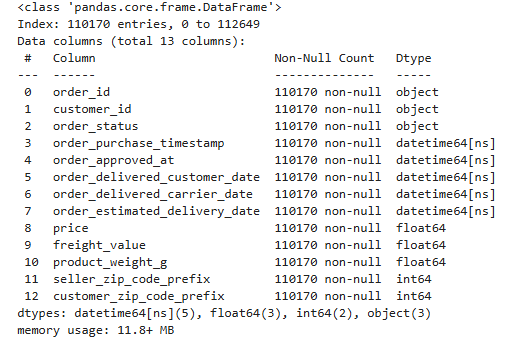 <class 'pandas.core.frame.DataFrame'>
Index: 110170 entries, 0 to 112649
Data columns (total 13 columns):
 #   Column                         Non-Null Count   Dtype
---  ------                         --------------   -----
 0   order_id                       110170 non-null  object
 1   customer_id                    110170 non-null  object
 2   order_status                   110170 non-null  object
 3   order_purchase_timestamp       110170 non-null  datetime64[ns]
 4   order_approved_at              110170 non-null  datetime64[ns]
 5   order_delivered_customer_date  110170 non-null  datetime64[ns]
 6   order_delivered_carrier_date   110170 non-null  datetime64[ns]
 7   order_estimated_delivery_date  110170 non-null  datetime64[ns]
 8   price                          110170 non-null  float64
 9   freight_value                  110170 non-null  float64
 10  product_weight_g               110170 non-null  float64
 11  seller_zip_code_prefix         110170 non-null  int64
 12  customer_zip_code_prefix       110170 non-null  int64
dtypes: datetime64[ns](5), float64(3), int64(2), object(3)
memory usage: 11.8+ MB